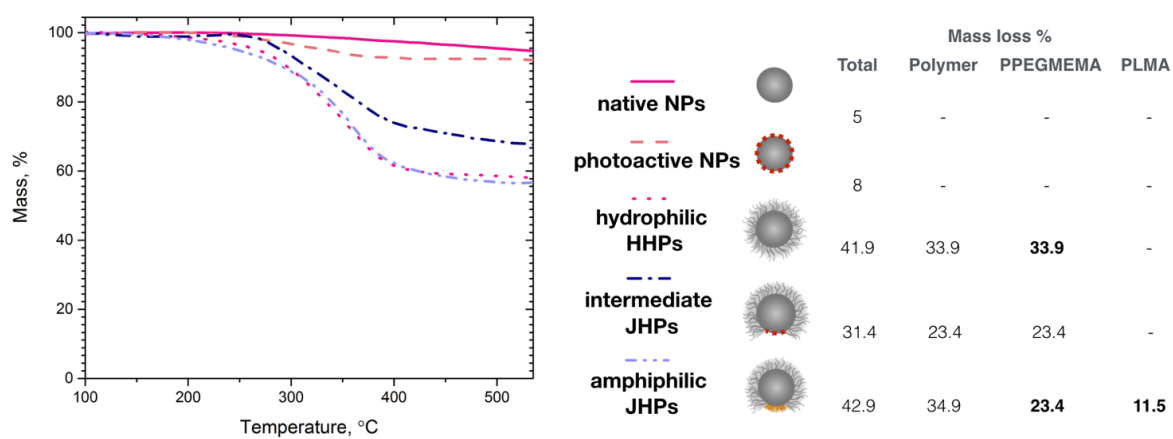 100
80
60
40
20
0
Mass, %
100
200
300
400
500
Temperature, °C
native NPs
photoactive NPs
hydrophilic
HHPs
intermediate
JHPs
amphiphilic
JHPs
Mass loss %
Total Polymer PPEGMEMA PLMA
5 - - -
8 - - -
41.9 33.9 33.9 -
31.4 23.4 23.4 -
42.9 34.9 23.4 11.5